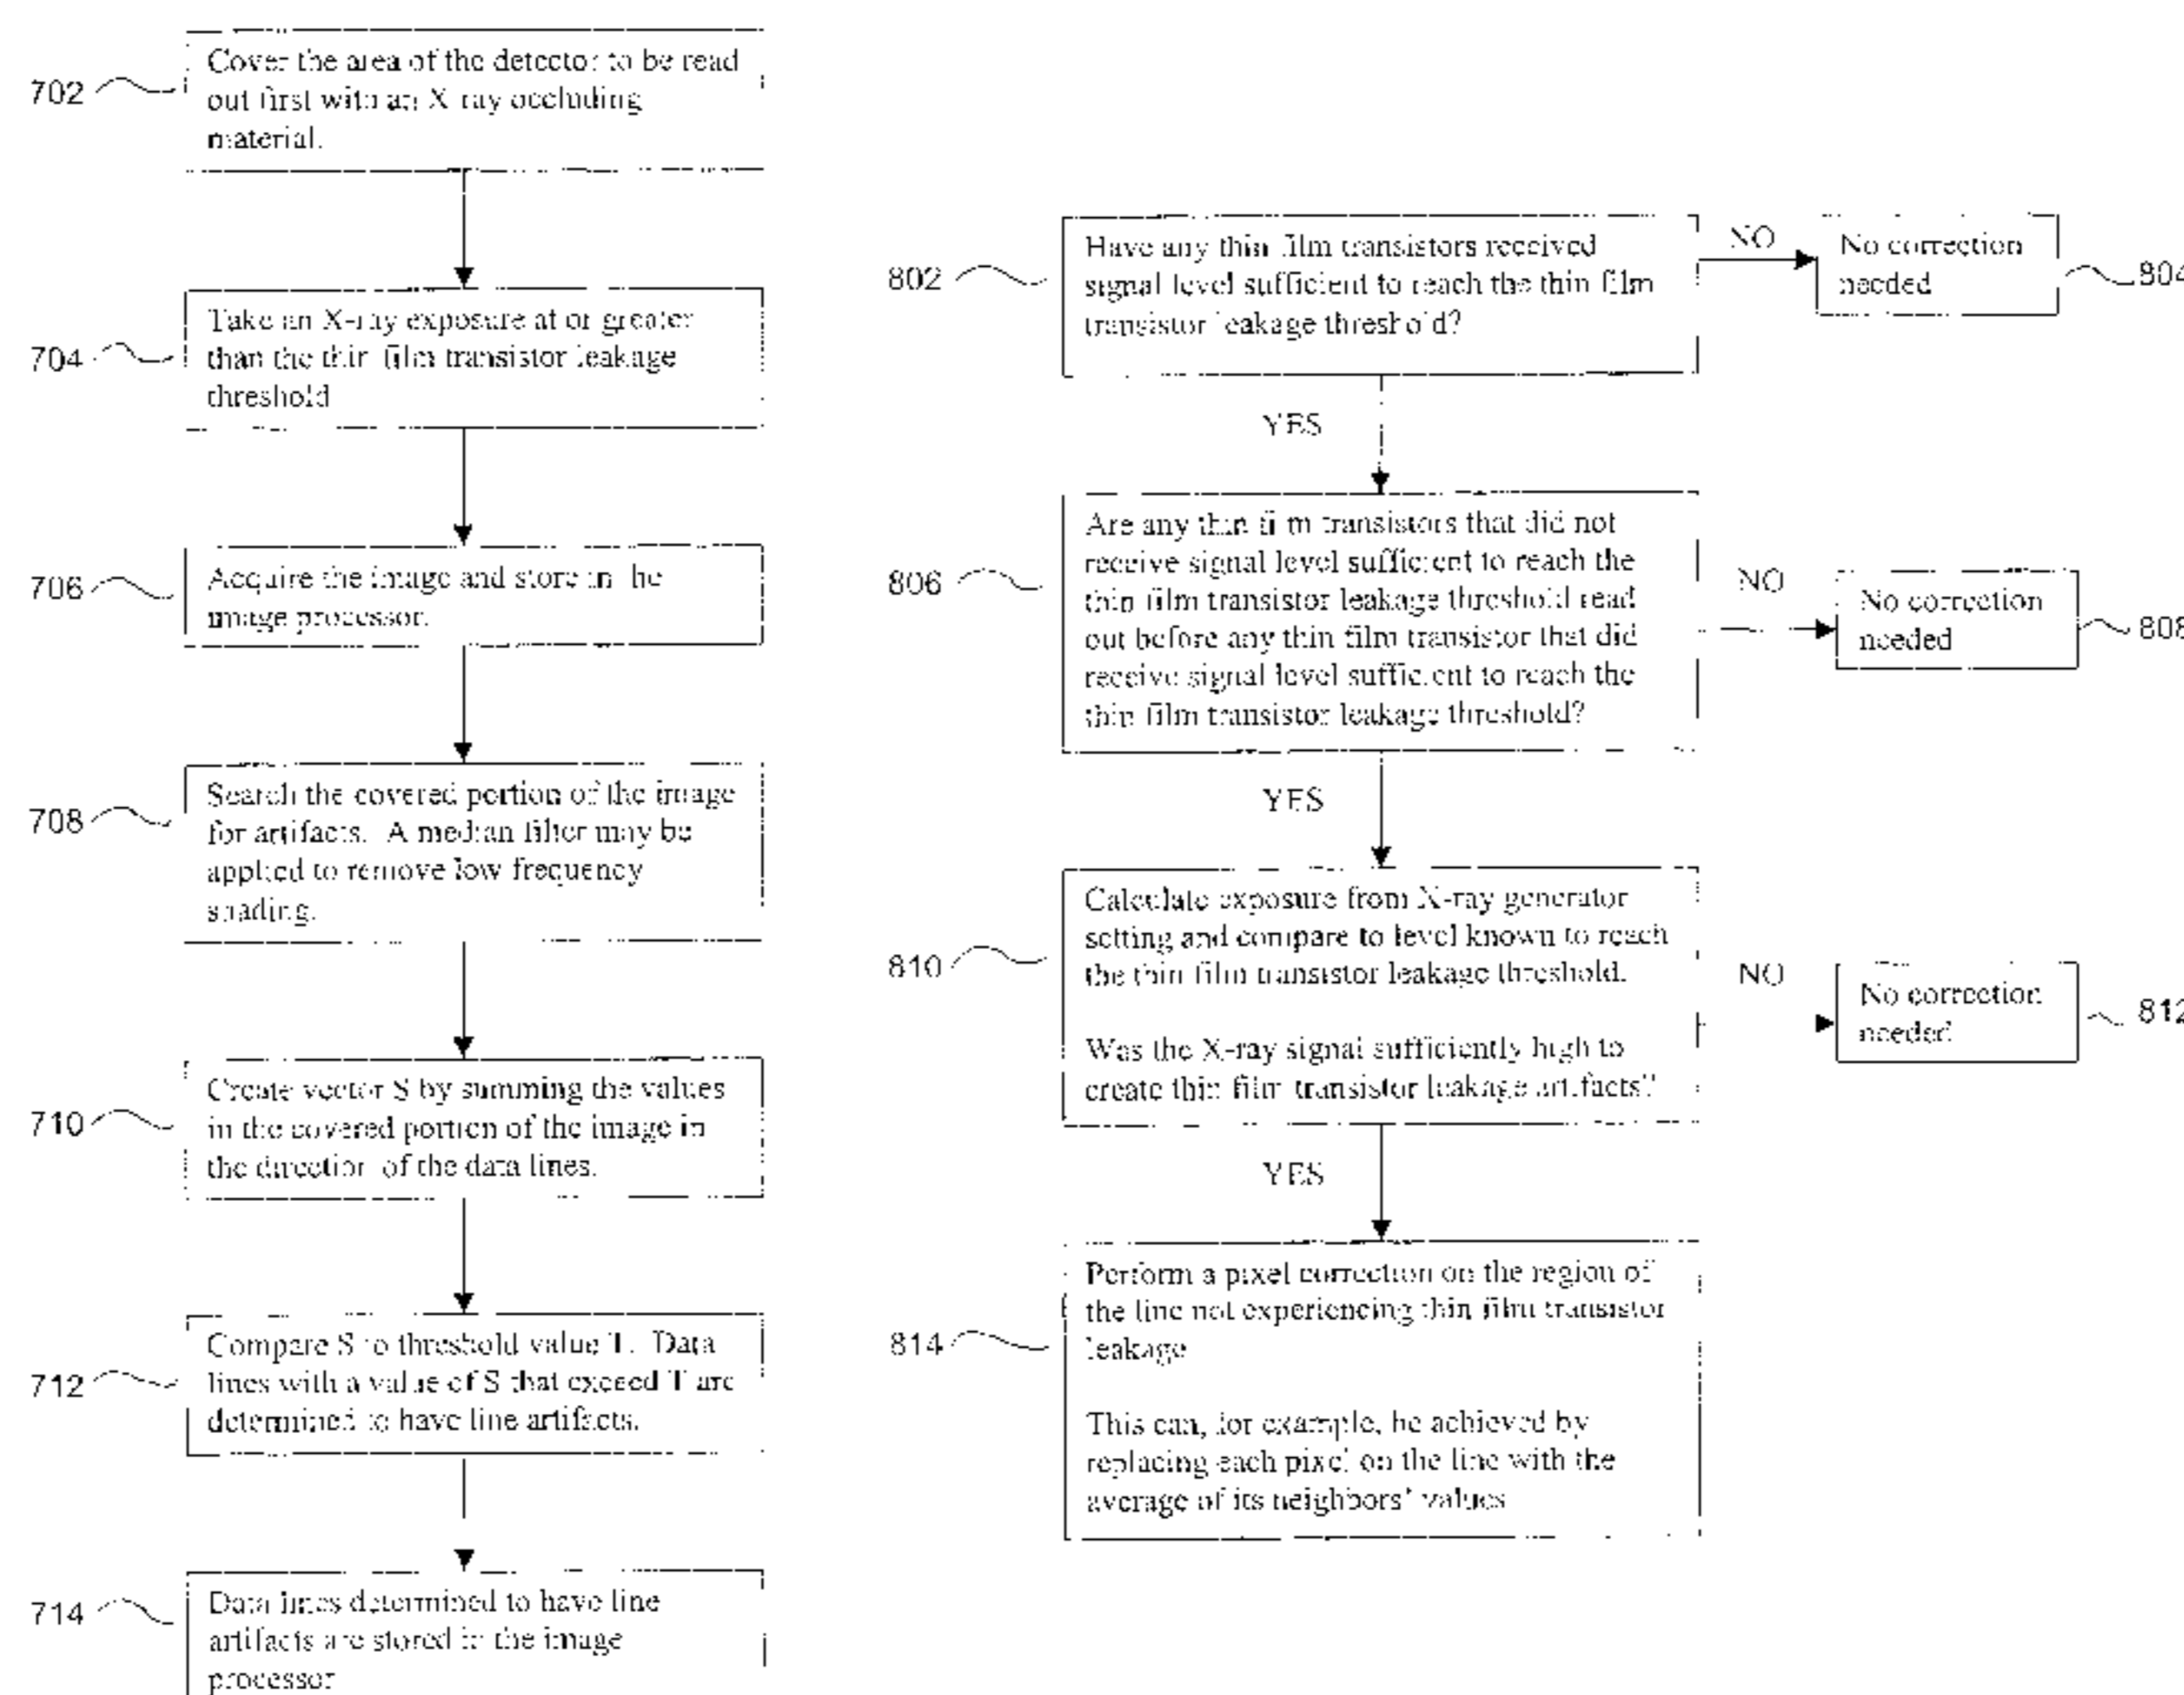 702
Cover the area of the detector to be read
out first with an X-ray occluding
material.
704
Take an X-ray exposure at or greater
than the thin film transistor leakage
threshold
706
Acquire the image and store in the
image processor.
708
Search the covered portion of the image
for artifacts. A median filter may be
applied to remove low frequency
shading.
710
Create vector S by summing the values
in the covered portion of the image in
the direction of the data lines.
712
Compare S to threshold value T. Data
lines with a value of S that exceed T are
determined to have line artifacts.
714
Data lines determined to have line
artifacts are stored in the image
processor
802
Have any thin film transistors received
signal level sufficient to reach the thin film
transistor leakage threshold?
NO
No correction
needed
804
YES
806
Are any thin film transistors that did not
receive signal level sufficient to reach the
thin film transistor leakage threshold read
out before any thin film transistor that did
receive signal level sufficient to reach the
thin film transistor leakage threshold?
NO
No correction
needed
808
YES
810
Calculate exposure from X-ray generator
setting and compare to level known to reach
the thin film transistor leakage threshold.
Was the X-ray signal sufficiently high to
create thin film transistor leakage artifacts?
NO
No correction
needed
812
YES
814
Perform a pixel correction on the region of
the line not experiencing thin film transistor
leakage
This can, for example, be achieved by
replacing each pixel on the line with the
average of its neighbors' values